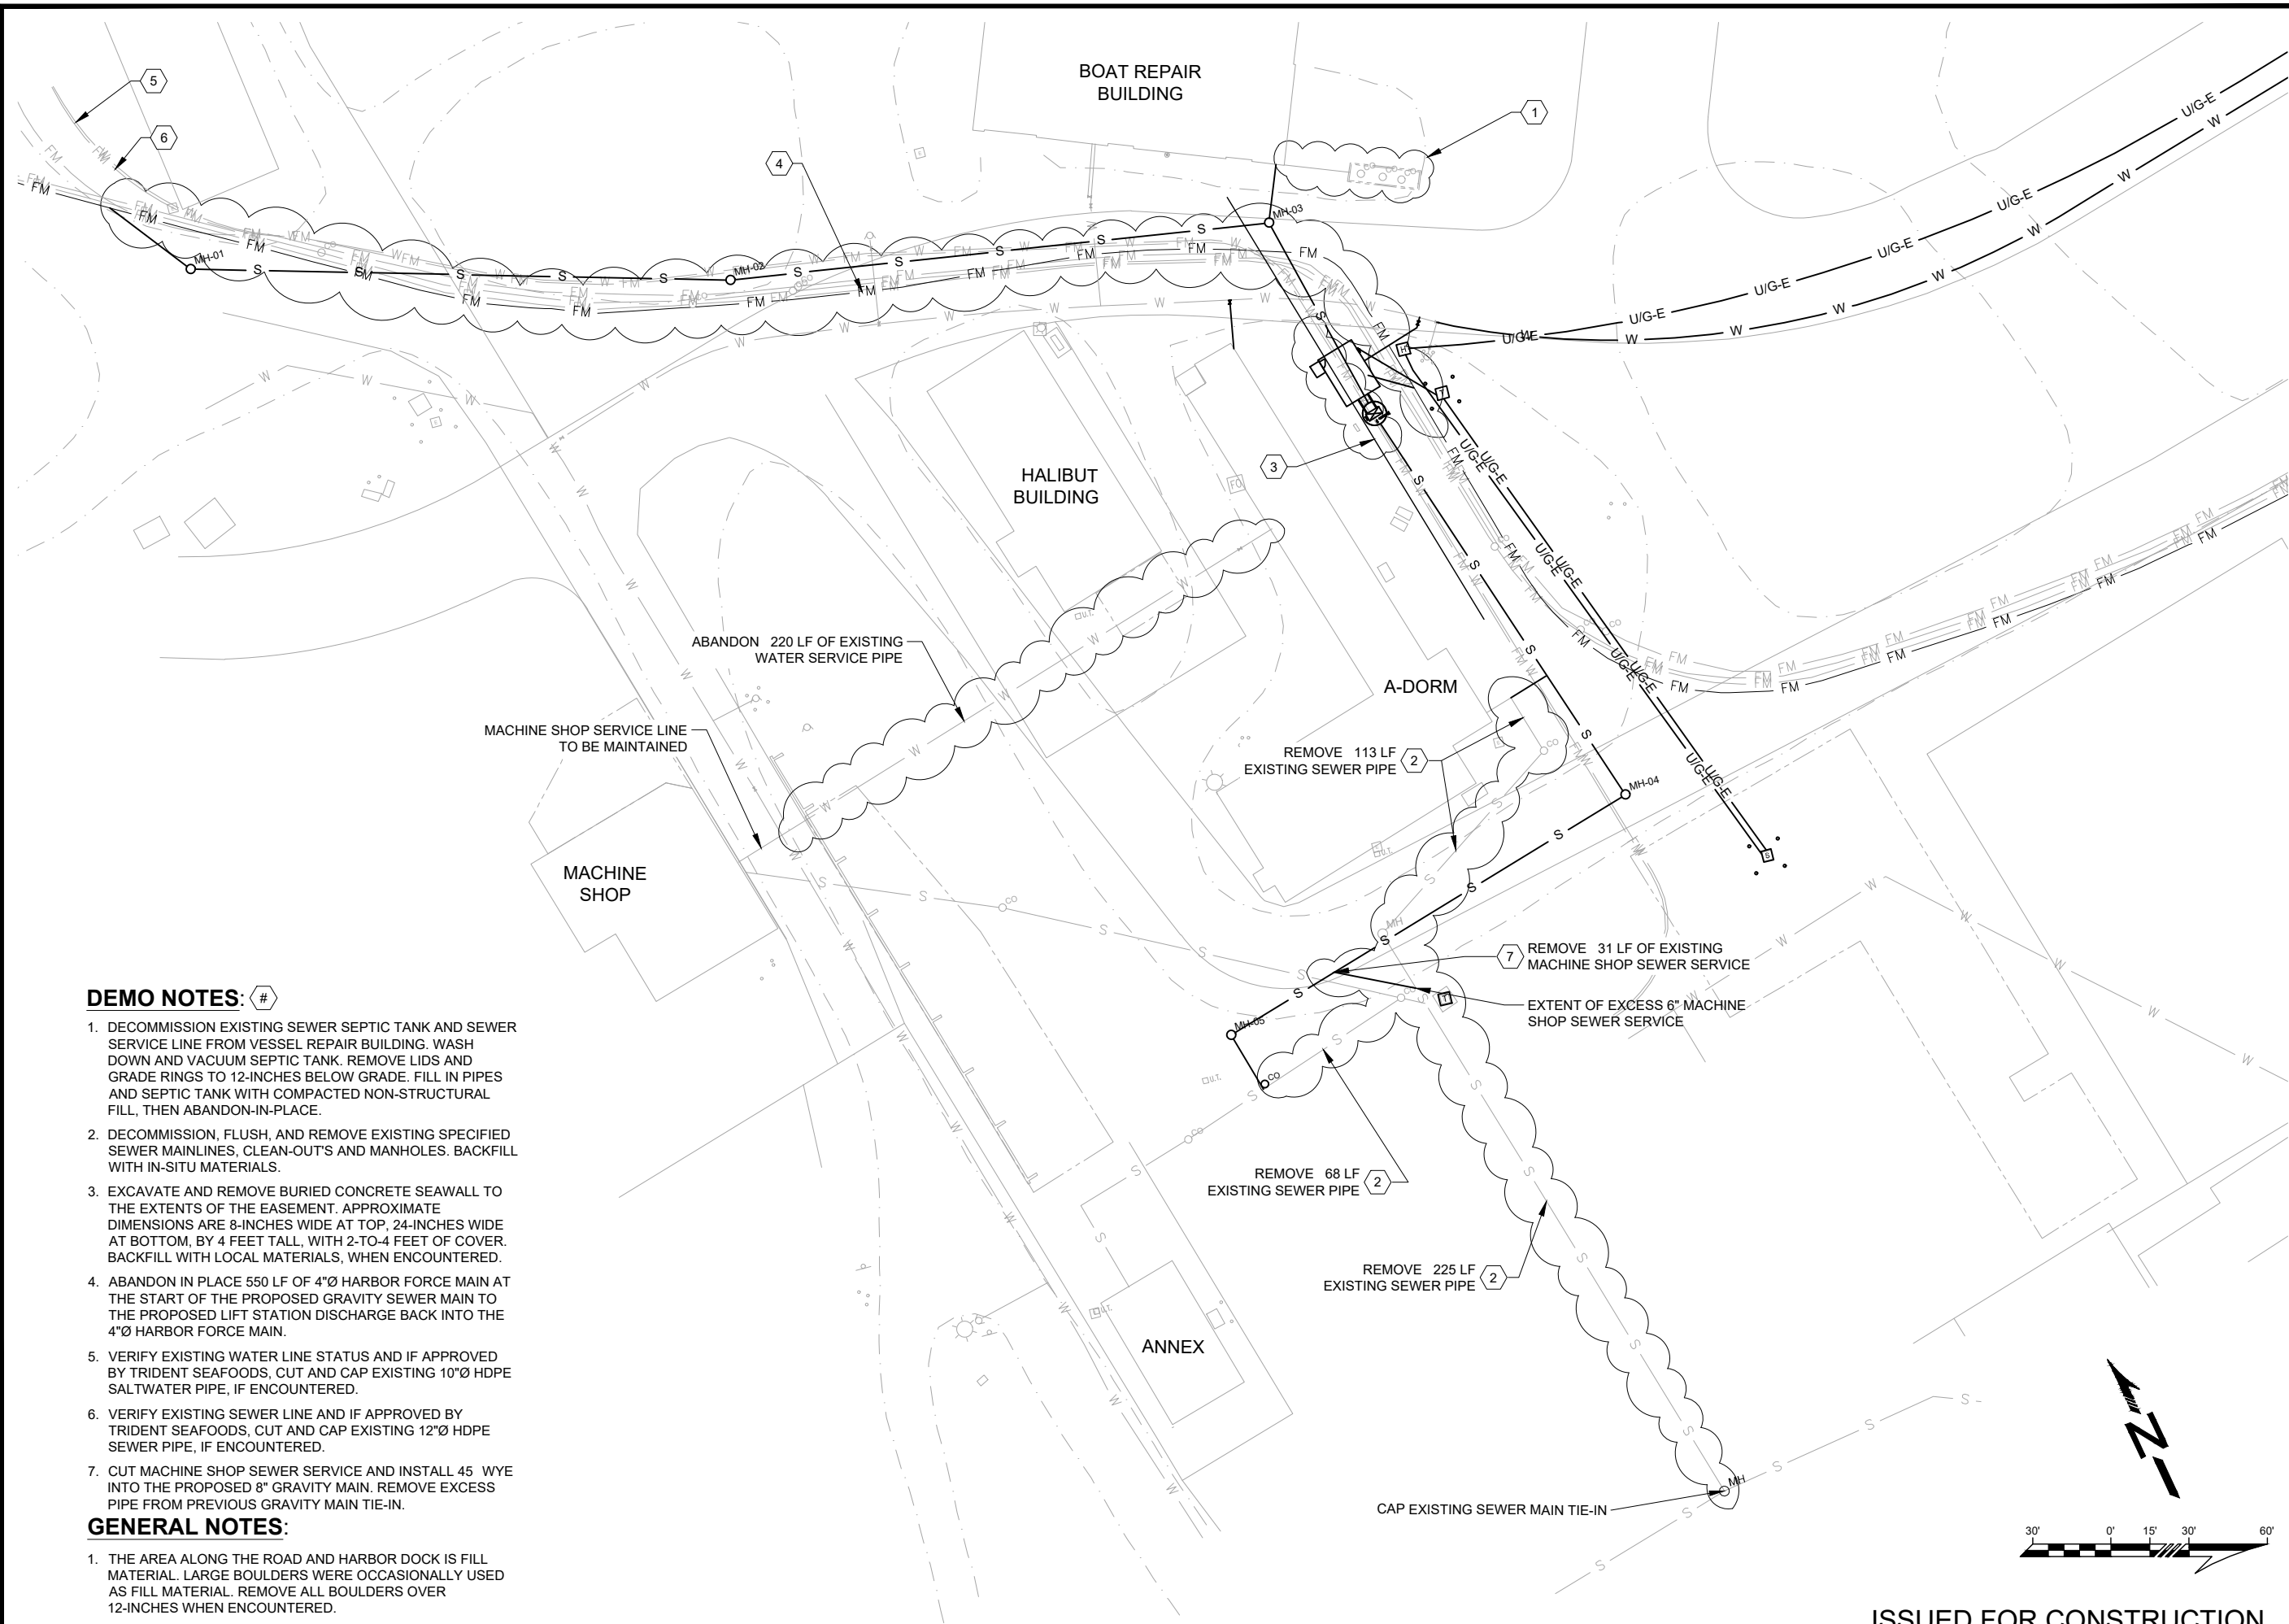 BOAT REPAIR
BUILDING
5
6
4
1
MH-01
MH-02
MH-03
3
HALIBUT
BUILDING
ABANDON 220 LF OF EXISTING
WATER SERVICE PIPE
A-DORM
MACHINE SHOP SERVICE LINE
TO BE MAINTAINED
REMOVE 113 LF
EXISTING SEWER PIPE
2
MH-04
MACHINE
SHOP
MH
CO
7
REMOVE 31 LF OF EXISTING
MACHINE SHOP SEWER SERVICE
EXTENT OF EXCESS 6" MACHINE
SHOP SEWER SERVICE
MH-05
CO
REMOVE 68 LF
EXISTING SEWER PIPE
2
REMOVE 225 LF
EXISTING SEWER PIPE
2
ANNEX
MH
CAP EXISTING SEWER MAIN TIE-IN
DEMO NOTES: #
1. DECOMMISSION EXISTING SEWER SEPTIC TANK AND SEWER
SERVICE LINE FROM VESSEL REPAIR BUILDING. WASH
DOWN AND VACUUM SEPTIC TANK. REMOVE LIDS AND
GRADE RINGS TO 12-INCHES BELOW GRADE. FILL IN PIPES
AND SEPTIC TANK WITH COMPACTED NON-STRUCTURAL
FILL, THEN ABANDON-IN-PLACE.
2. DECOMMISSION, FLUSH, AND REMOVE EXISTING SPECIFIED
SEWER MAINLINES, CLEAN-OUT'S AND MANHOLES. BACKFILL
WITH IN-SITU MATERIALS.
3. EXCAVATE AND REMOVE BURIED CONCRETE SEAWALL TO
THE EXTENTS OF THE EASEMENT. APPROXIMATE
DIMENSIONS ARE 8-INCHES WIDE AT TOP, 24-INCHES WIDE
AT BOTTOM, BY 4 FEET TALL, WITH 2-TO-4 FEET OF COVER.
BACKFILL WITH LOCAL MATERIALS, WHEN ENCOUNTERED.
4. ABANDON IN PLACE 550 LF OF 4"Ø HARBOR FORCE MAIN AT
THE START OF THE PROPOSED GRAVITY SEWER MAIN TO
THE PROPOSED LIFT STATION DISCHARGE BACK INTO THE
4"Ø HARBOR FORCE MAIN.
5. VERIFY EXISTING WATER LINE STATUS AND IF APPROVED
BY TRIDENT SEAFOODS, CUT AND CAP EXISTING 10"Ø HDPE
SALTWATER PIPE, IF ENCOUNTERED.
6. VERIFY EXISTING SEWER LINE AND IF APPROVED BY
TRIDENT SEAFOODS, CUT AND CAP EXISTING 12"Ø HDPE
SEWER PIPE, IF ENCOUNTERED.
7. CUT MACHINE SHOP SEWER SERVICE AND INSTALL 45 WYE
INTO THE PROPOSED 8" GRAVITY MAIN. REMOVE EXCESS
PIPE FROM PREVIOUS GRAVITY MAIN TIE-IN.
GENERAL NOTES:
1. THE AREA ALONG THE ROAD AND HARBOR DOCK IS FILL
MATERIAL. LARGE BOULDERS WERE OCCASIONALLY USED
AS FILL MATERIAL. REMOVE ALL BOULDERS OVER
12-INCHES WHEN ENCOUNTERED.
N
30' 0' 15' 30' 60'
ISSUED FOR CONSTRUCTION